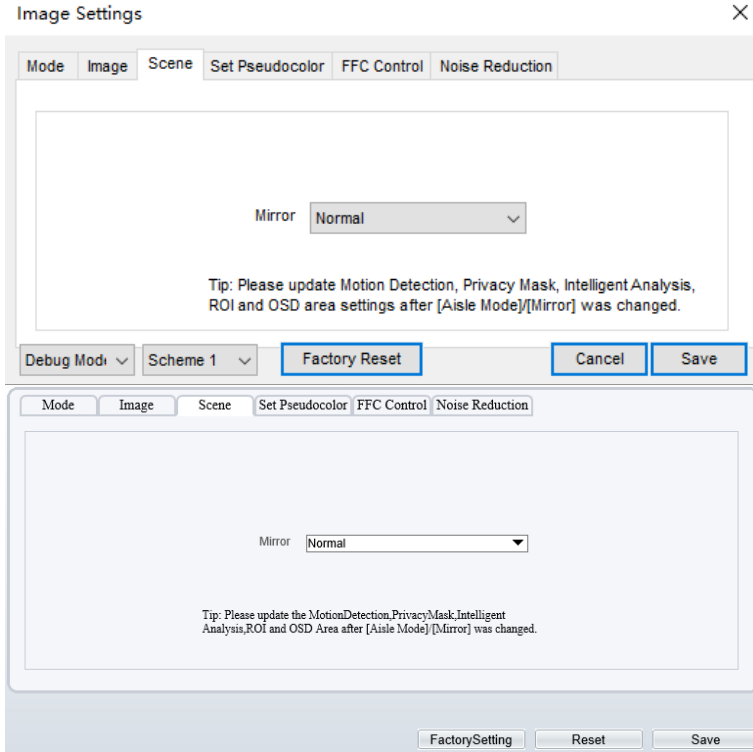 Image Settings
Mode Image Scene Set Pseudocolor FFC Control Noise Reduction
Mirror Normal
Tip: Please update Motion Detection, Privacy Mask, Intelligent Analysis,
ROI and OSD area settings after [Aisle Mode]/[Mirror] was changed.
Debug Mod Scheme 1 Factory Reset Cancel Save
Mode Image Scene Set Pseudocolor FFC Control Noise Reduction
Mirror Normal
Tip: Please update the MotionDetection,PrivacyMask,Intelligent
Analysis,ROI and OSD Area after [Aisle Mode]/[Mirror] was changed.
FactorySetting Reset Save